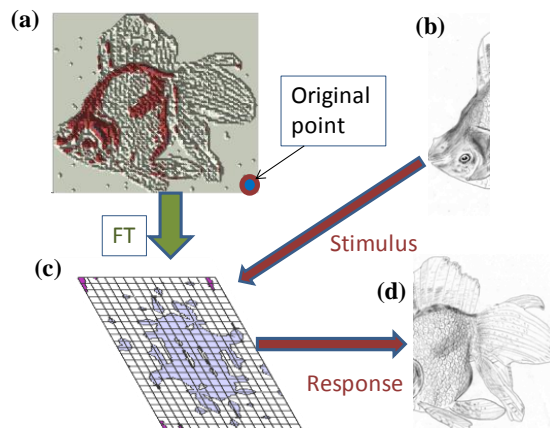 (a)
(b)
Original
point
FT
Stimulus
(c)
(d)
Response